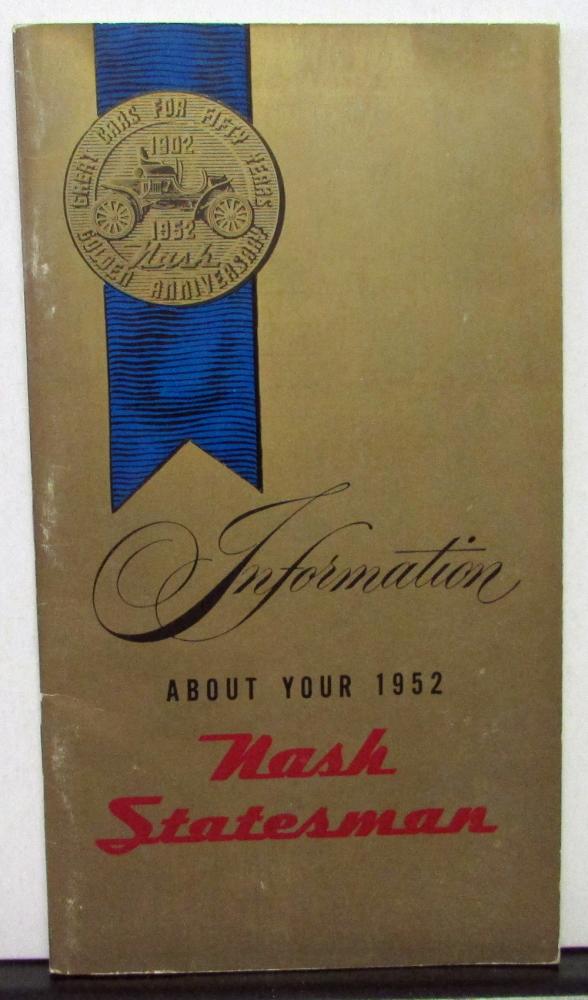 GREAT CARS FOR FIFTY YEARS
1902
1952
Nash
GOLDEN ANNIVERSARY
Information
ABOUT YOUR 1952
Nash
Statesman